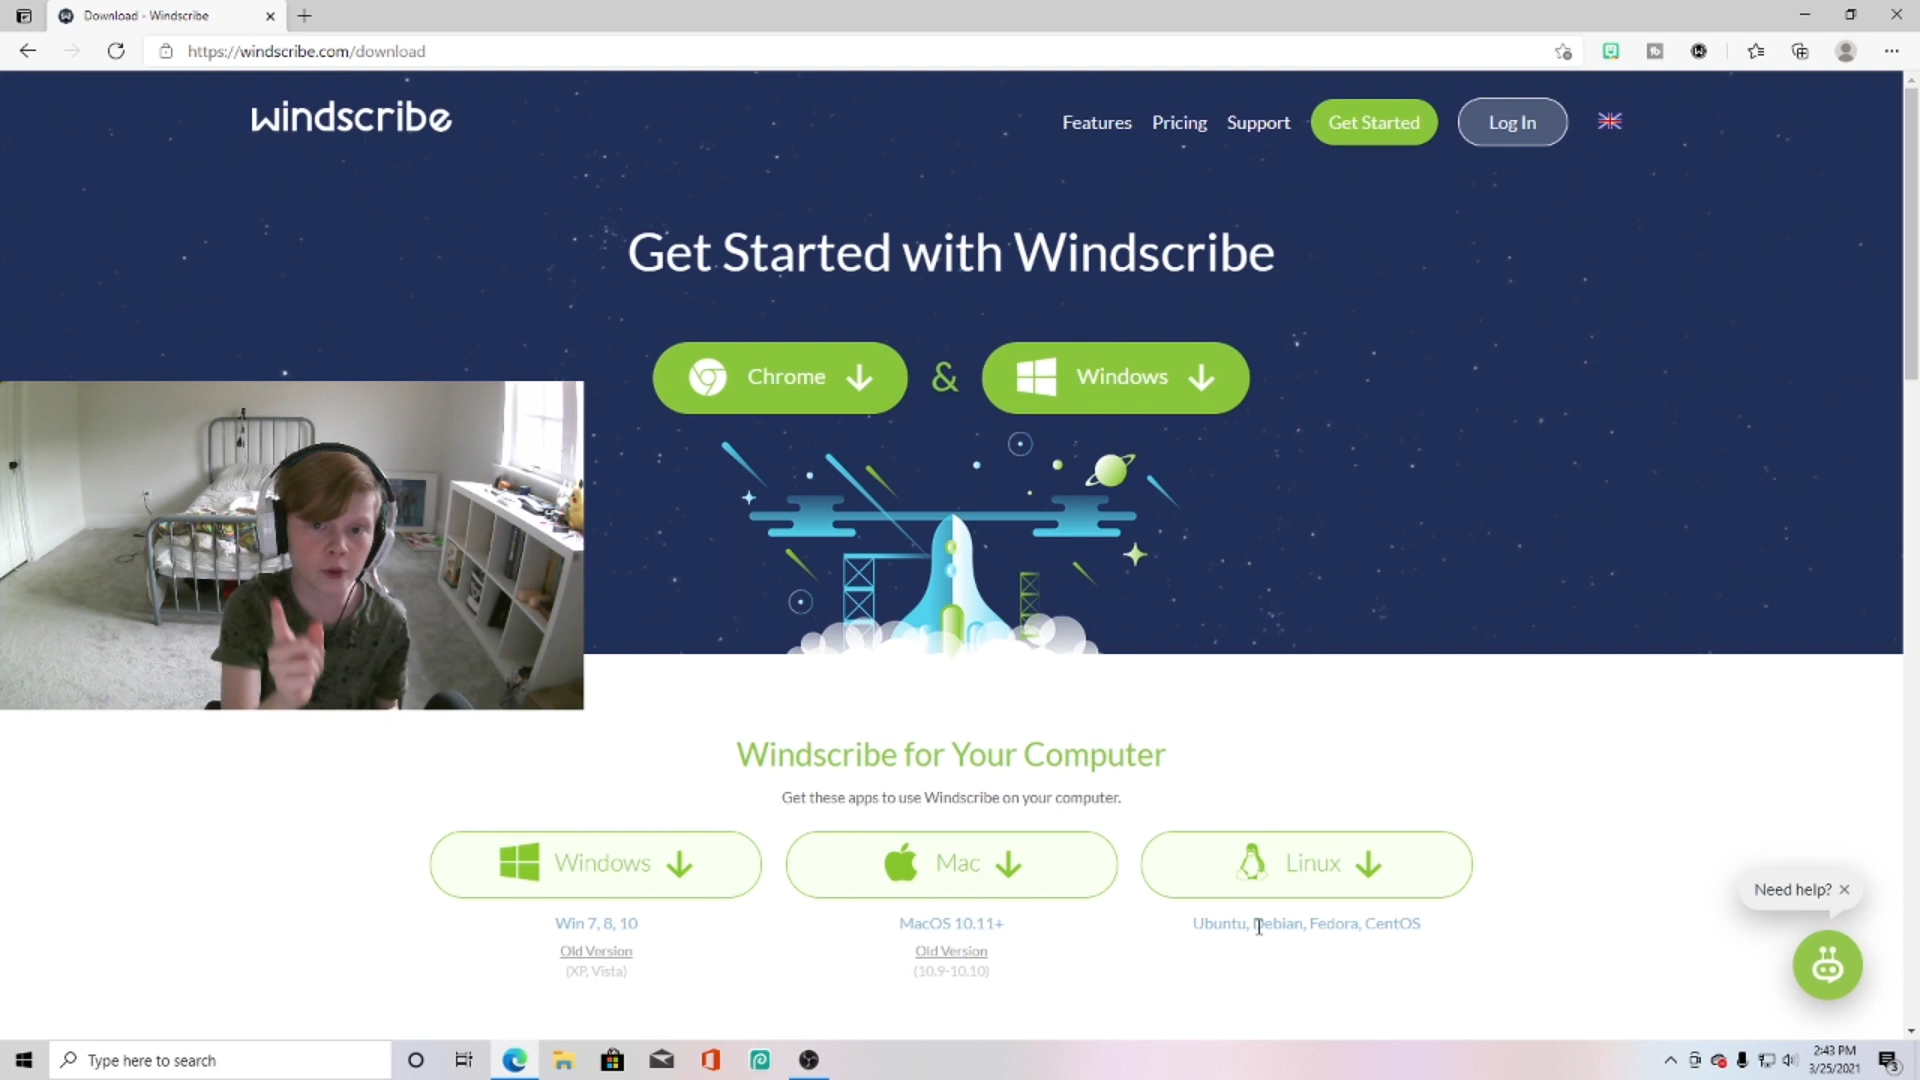 Download - Windscribe
https://windscribe.com/download
windscribe
Features Pricing Support Get Started Log In
Get Started with Windscribe
Chrome & Windows
Windscribe for Your Computer
Get these apps to use Windscribe on your computer.
Windows Mac Linux
Win 7, 8, 10 MacOS 10.11+ Ubuntu, Debian, Fedora, CentOS
Old Version Old Version
(XP, Vista) (10.9-10.10)
Need help?
Type here to search
2:43 PM
3/25/2021
3